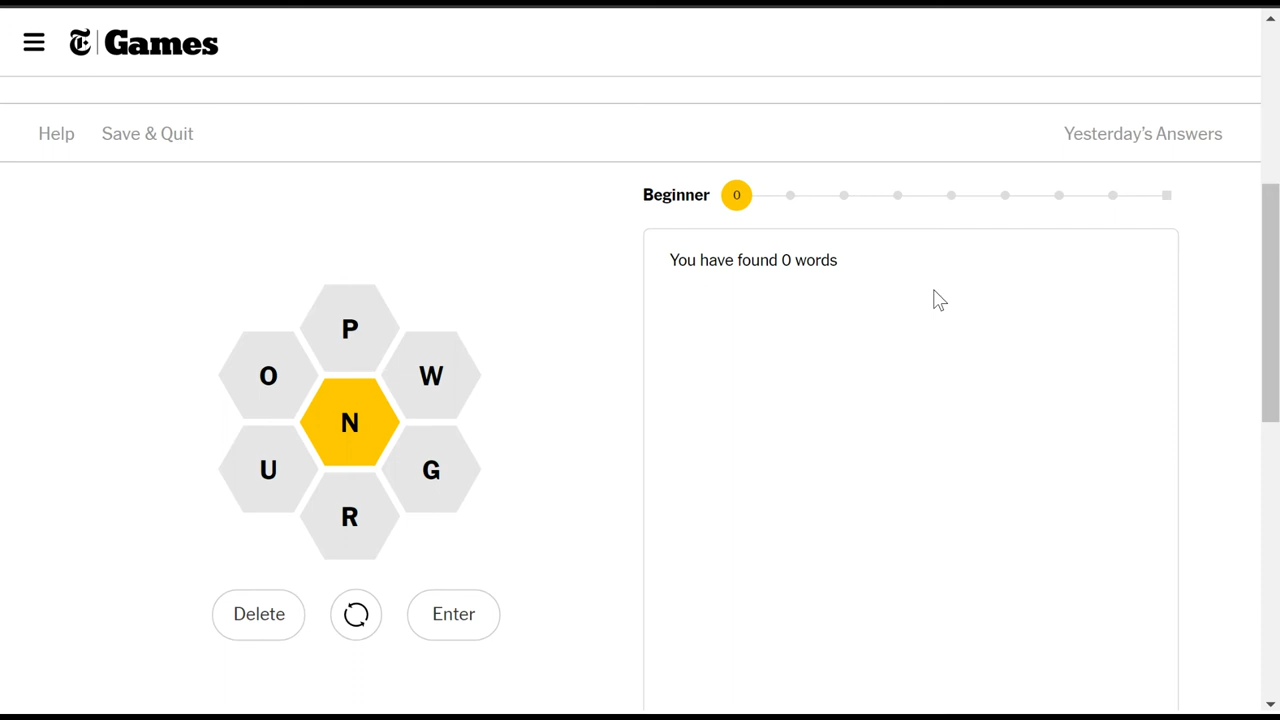 Games
Help Save & Quit Yesterday's Answers
Beginner 0
You have found 0 words
P
O W
N
U G
R
Delete Enter